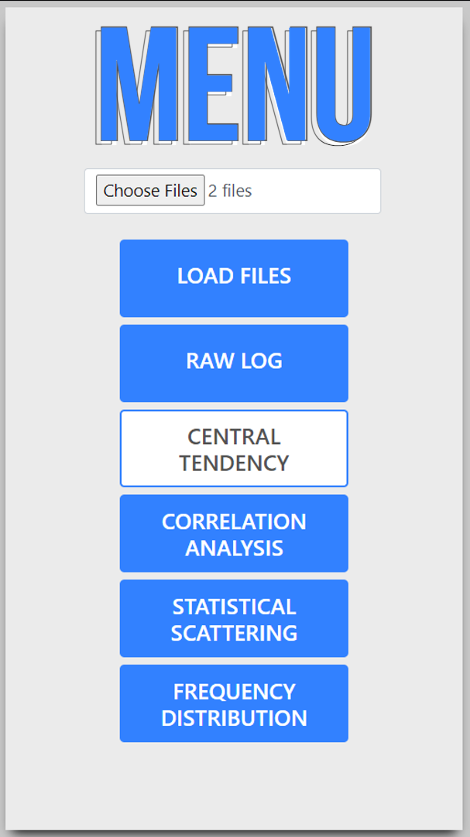 MENU
Choose Files 2 files
LOAD FILES
RAW LOG
CENTRAL
TENDENCY
CORRELATION
ANALYSIS
STATISTICAL
SCATTERING
FREQUENCY
DISTRIBUTION